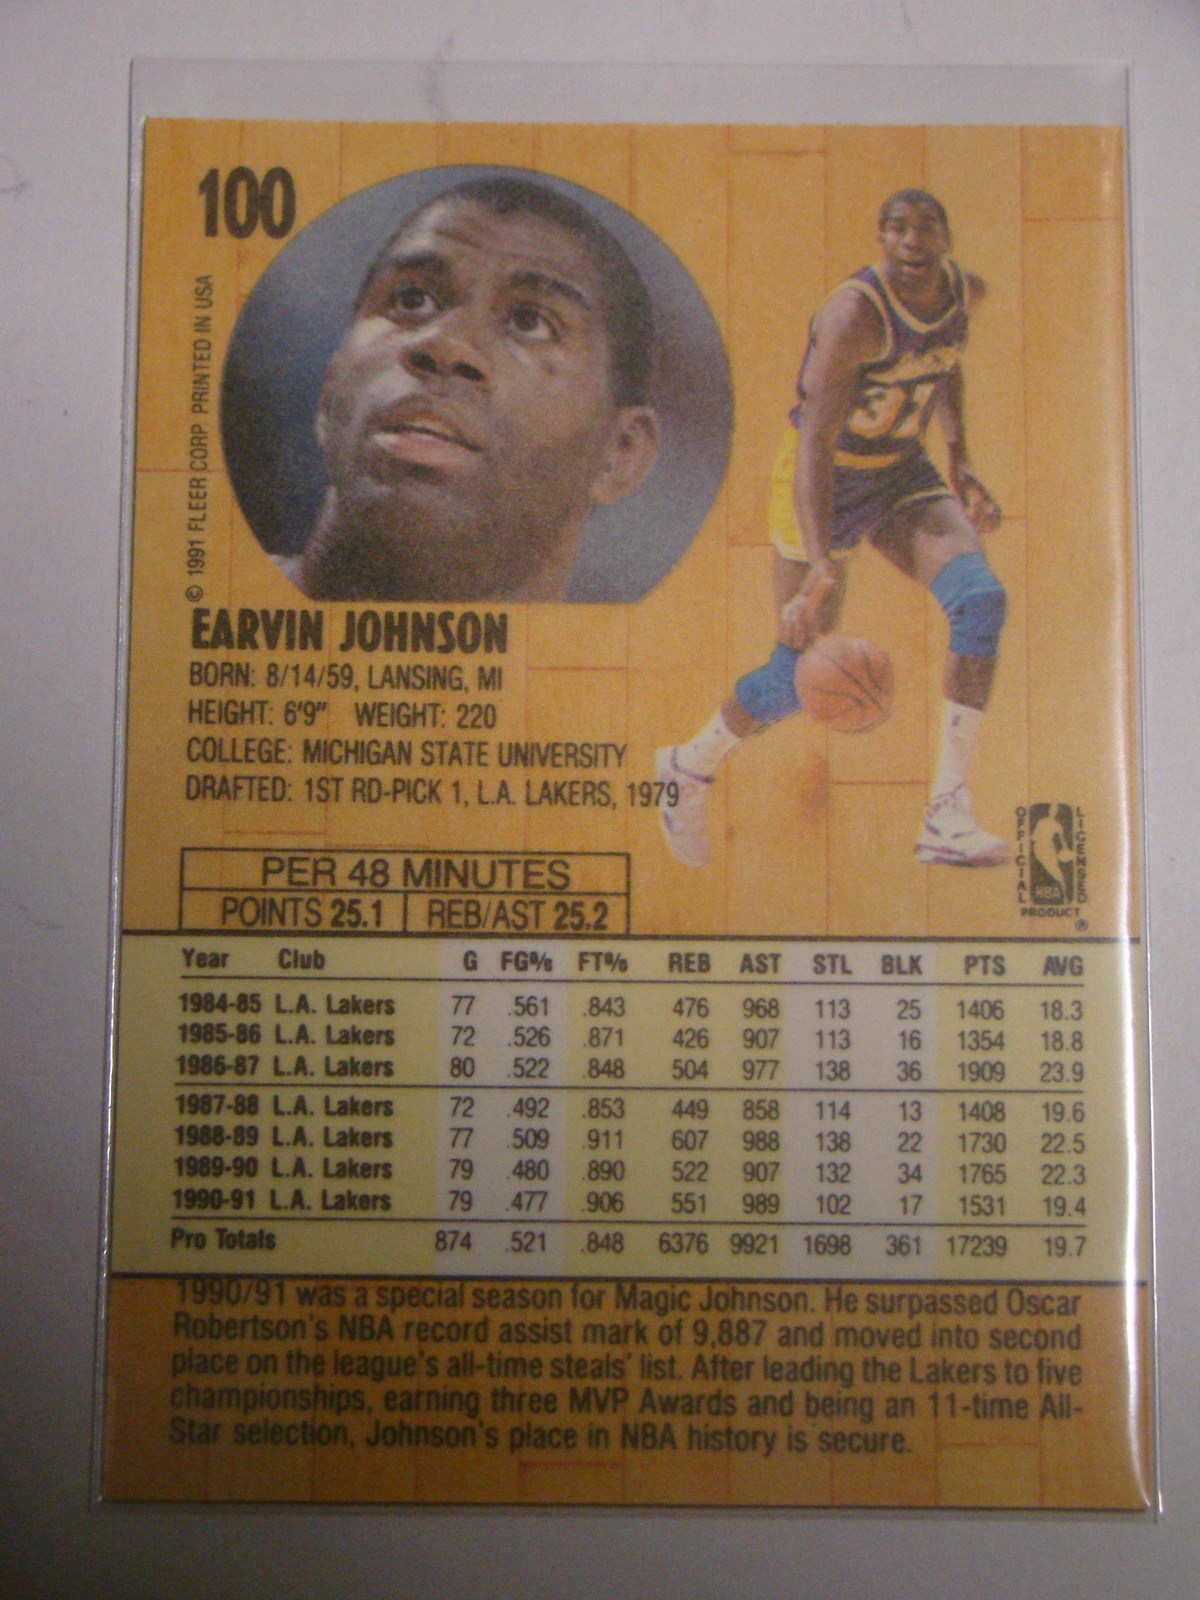 100
© 1991 FLEER CORP PRINTED IN USA
37
EARVIN JOHNSON
BORN: 8/14/59, LANSING, MI
HEIGHT: 6'9" WEIGHT: 220
COLLEGE: MICHIGAN STATE UNIVERSITY
DRAFTED: 1ST RD-PICK 1, L.A. LAKERS, 1979
OFFICIAL LICENSED
NBA
PRODUCT
®
PER 48 MINUTES
POINTS 25.1 REB/AST 25.2
Year Club G FG% FT% REB AST STL BLK PTS AVG
1984-85 L.A. Lakers 77 .561 .843 476 968 113 25 1406 18.3
1985-86 L.A. Lakers 72 .526 .871 426 907 113 16 1354 18.8
1986-87 L.A. Lakers 80 .522 .848 504 977 138 36 1909 23.9
1987-88 L.A. Lakers 72 .492 .853 449 858 114 13 1408 19.6
1988-89 L.A. Lakers 77 .509 .911 607 988 138 22 1730 22.5
1989-90 L.A. Lakers 79 .480 .890 522 907 132 34 1765 22.3
1990-91 L.A. Lakers 79 .477 .906 551 989 102 17 1531 19.4
Pro Totals 874 .521 .848 6376 9921 1698 361 17239 19.7
1990/91 was a special season for Magic Johnson. He surpassed Oscar
Robertson's NBA record assist mark of 9,887 and moved into second
place on the league's all-time steals' list. After leading the Lakers to five
championships, earning three MVP Awards and being an 11-time All-
Star selection, Johnson's place in NBA history is secure.